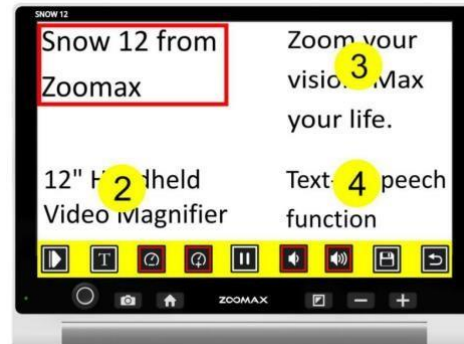 SNOW 12
Snow 12 from
Zoomax
Zoom your
3
Max
your life.
12"
2
Video Magnifier
4
function
T
ZOOMAX